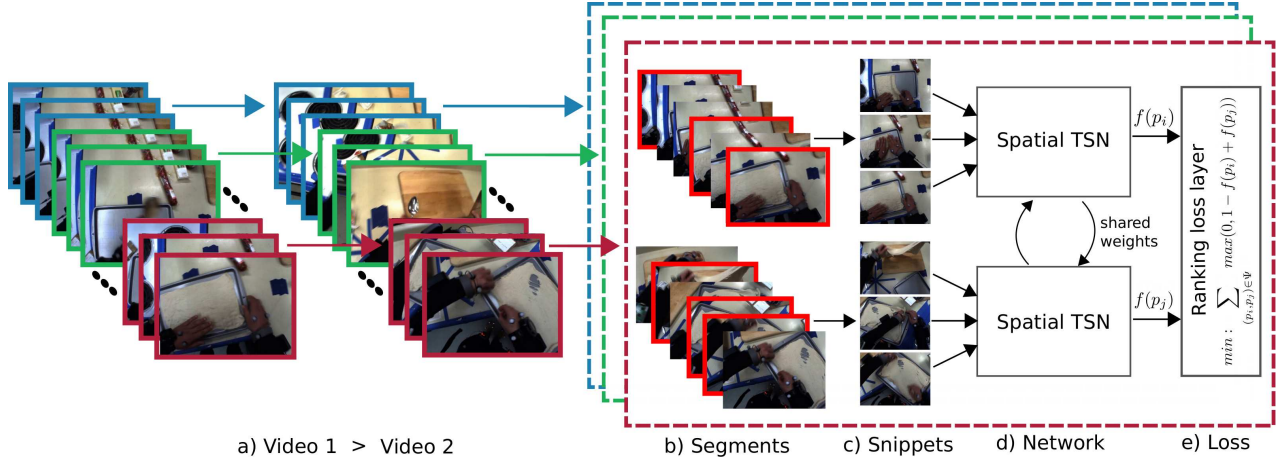 Spatial TSN
f(p_i)
shared
weights
Spatial TSN
f(p_j)
Ranking loss layer
min : ∑_{(p_i,p_j)∈Ψ} max(0, 1 − f(p_i) + f(p_j))
a) Video 1 > Video 2
b) Segments
c) Snippets
d) Network
e) Loss